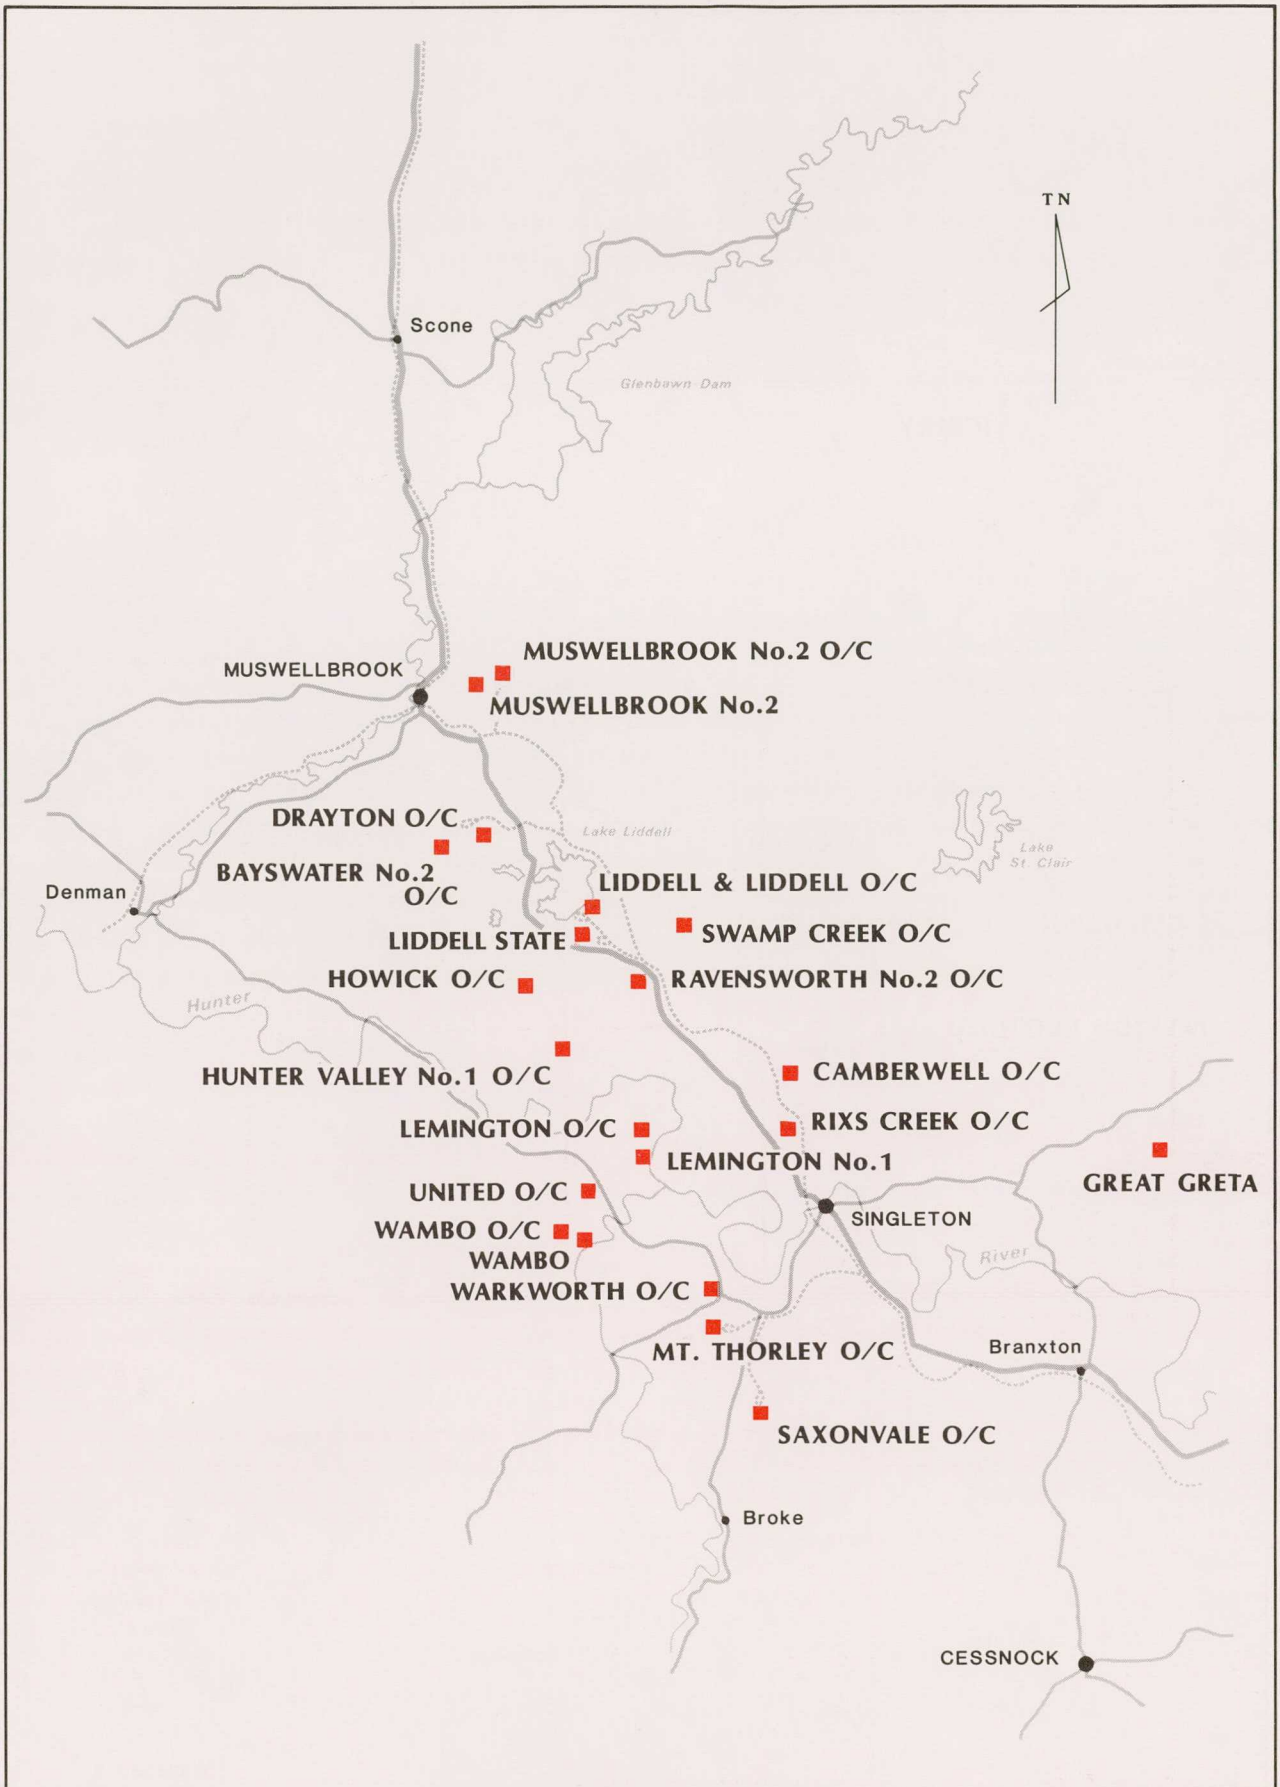 T N
Scone
Glenbawn Dam
MUSWELLBROOK No.2 O/C
MUSWELLBROOK
MUSWELLBROOK No.2
DRAYTON O/C
Lake Liddell
Lake
St. Clair
BAYSWATER No.2
O/C
LIDDELL & LIDDELL O/C
Denman
SWAMP CREEK O/C
LIDDELL STATE
HOWICK O/C
RAVENSWORTH No.2 O/C
Hunter
HUNTER VALLEY No.1 O/C
CAMBERWELL O/C
LEMINGTON O/C
RIXS CREEK O/C
LEMINGTON No.1
GREAT GRETA
UNITED O/C
SINGLETON
WAMBO O/C
WAMBO
River
WARKWORTH O/C
MT. THORLEY O/C
Branxton
SAXONVALE O/C
Broke
CESSNOCK